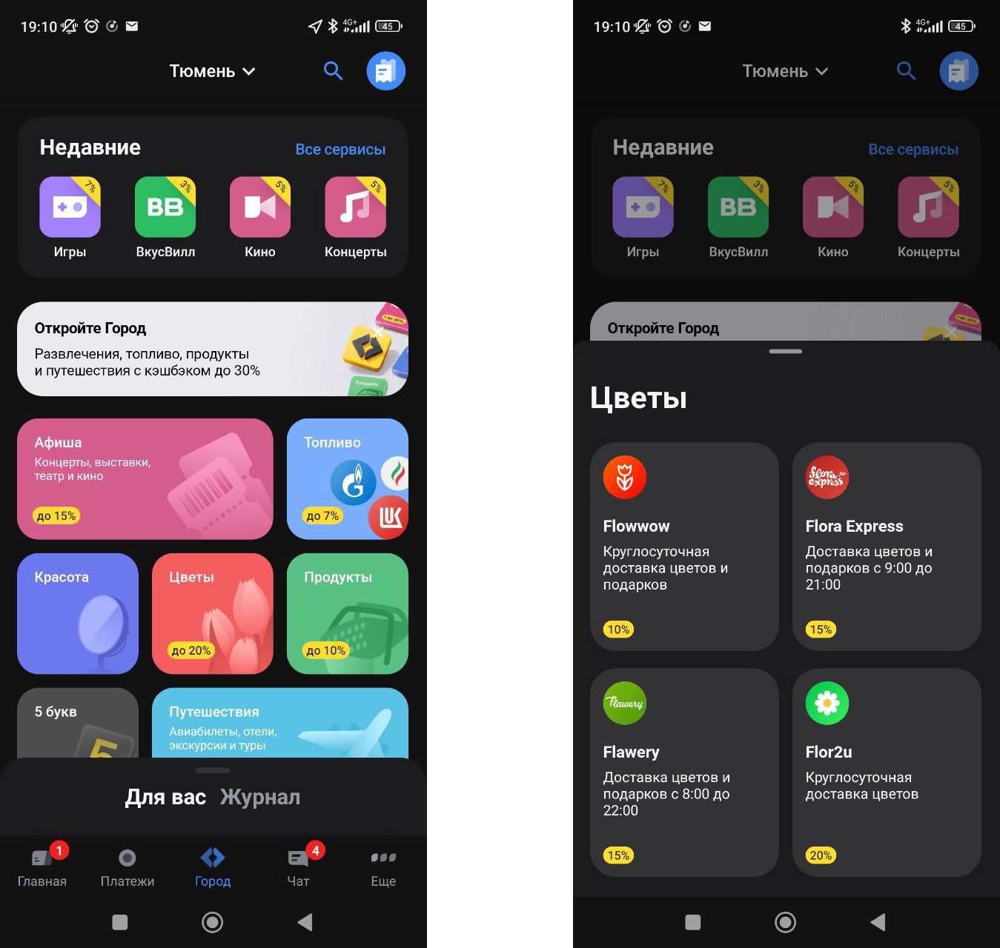 19:10
4G+
45
Тюмень
Недавние
Все сервисы
7%
3%
5%
5%
BB
Игры
ВкусВилл
Кино
Концерты
Откройте Город
Развлечения, топливо, продукты
и путешествия с кэшбэком до 30%
Продукты
Афиша
Концерты, выставки,
театр и кино
до 15%
Топливо
до 7%
LUK
Красота
Цветы
до 20%
Продукты
до 10%
5 букв
5
Путешествия
Авиабилеты, отели,
экскурсии и туры
Для вас Журнал
1
4
Главная
Платежи
Город
Чат
Еще
19:10
4G+
45
Тюмень
Недавние
Все сервисы
7%
3%
5%
5%
BB
Игры
ВкусВилл
Кино
Концерты
Откройте Город
Цветы
Flowwow
Круглосуточная
доставка цветов и
подарков
10%
flora
express
Flora Express
Доставка цветов и
подарков с 9:00 до
21:00
15%
Flawery
Flawery
Доставка цветов и
подарков с 8:00 до
22:00
15%
Flor2u
Круглосуточная
доставка цветов
20%